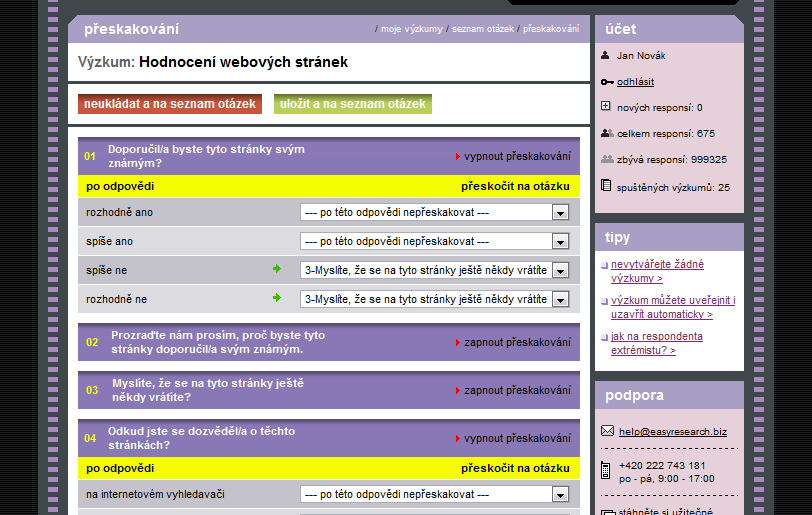 přeskakování
/ moje výzkumy / seznam otázek / přeskakování
Výzkum: Hodnocení webových stránek
neukládat a na seznam otázek
uložit a na seznam otázek
01 Doporučil/a byste tyto stránky svým
známým?
vypnout přeskakování
po odpovědi přeskočit na otázku
rozhodně ano --- po této odpovědi nepřeskakovat ---
spíše ano --- po této odpovědi nepřeskakovat ---
spíše ne 3-Myslíte, že se na tyto stránky ještě někdy vrátíte
rozhodně ne 3-Myslíte, že se na tyto stránky ještě někdy vrátíte
02 Prozraďte nám prosím, proč byste tyto
stránky doporučil/a svým známým.
zapnout přeskakování
03 Myslíte, že se na tyto stránky ještě
někdy vrátíte?
zapnout přeskakování
04 Odkud jste se dozvěděl/a o těchto
stránkách?
vypnout přeskakování
po odpovědi přeskočit na otázku
na internetovém vyhledavači --- po této odpovědi nepřeskakovat ---
účet
Jan Novák
odhlásit
nových responsí: 0
celkem responsí: 675
zbývá responsí: 999325
spuštěných výzkumů: 25
tipy
nevytvářejte žádné
výzkumy >
výzkum můžete uveřejnit i
uzavřít automaticky >
jak na respondenta
extrémistu? >
podpora
help@easyresearch.biz
+420 222 743 181
po - pá, 9:00 - 17:00
stáhněte si užitečné